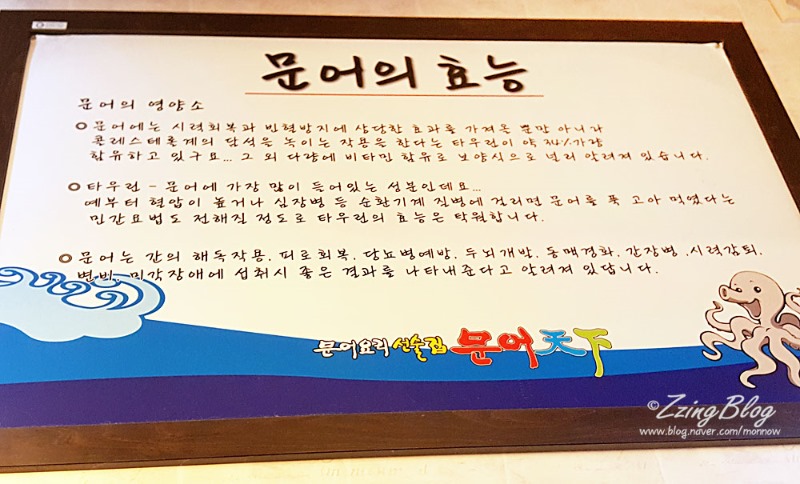 문어의 효능
문어의 영양소
문어에는 시력회복과 빈혈방지에 상당한 효과를 가져올 뿐만 아니라
콜레스테롤계의 담석을 녹이는 작용을 한다는 타우린이 약 34%가량
함유하고 있구요... 그 외 다량에 비타민 함유로 보양식으로 널리 알려져 있습니다.
타우린 - 문어에 가장 많이 들어있는 성분인데요...
예부터 혈압이 높거나 심장병 등 순환기계 질병에 걸리면 문어를 푹 고아 먹였다는
민간요법도 전해질 정도로 타우린의 효능은 탁월합니다.
문어는 간의 해독작용, 피로회복, 당뇨병예방, 두뇌개발, 동맥경화, 간장병, 시력감퇴,
변비, 미각장애에 섭취시 좋은 결과를 나타내준다고 알려져 있답니다.
문어요리 선술집 문어天下
©ZzingBlog
www.blog.naver.com/monnow